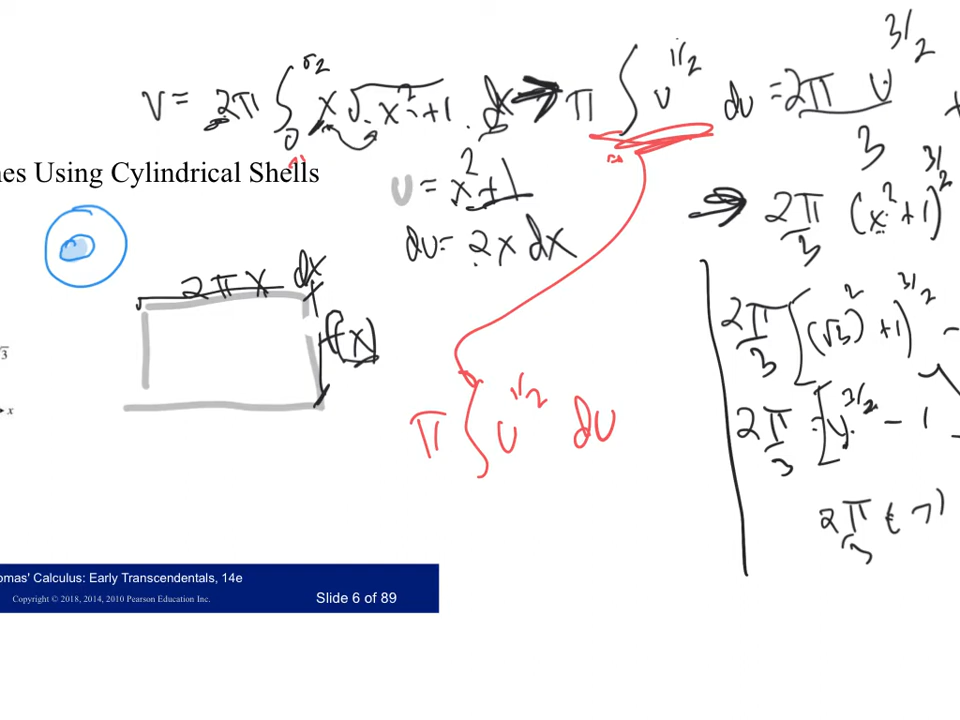 V = 2π ∫₀^√2 x √x²+1 . dx → π ∫ u^1/2 du = 2π u^3/2 / 3
nes Using Cylindrical Shells
u = x²+1
du = 2x dx
→ 2π/3 (x²+1)^3/2
2πx dx
f(x)
√3
x
2π/3 [(√3)² +1)^3/2 -
π ∫ u^1/2 du
2π/3 = [4^3/2 - 1
2π/3 (7)
omas' Calculus: Early Transcendentals, 14e
Copyright © 2018, 2014, 2010 Pearson Education Inc.
Slide 6 of 89